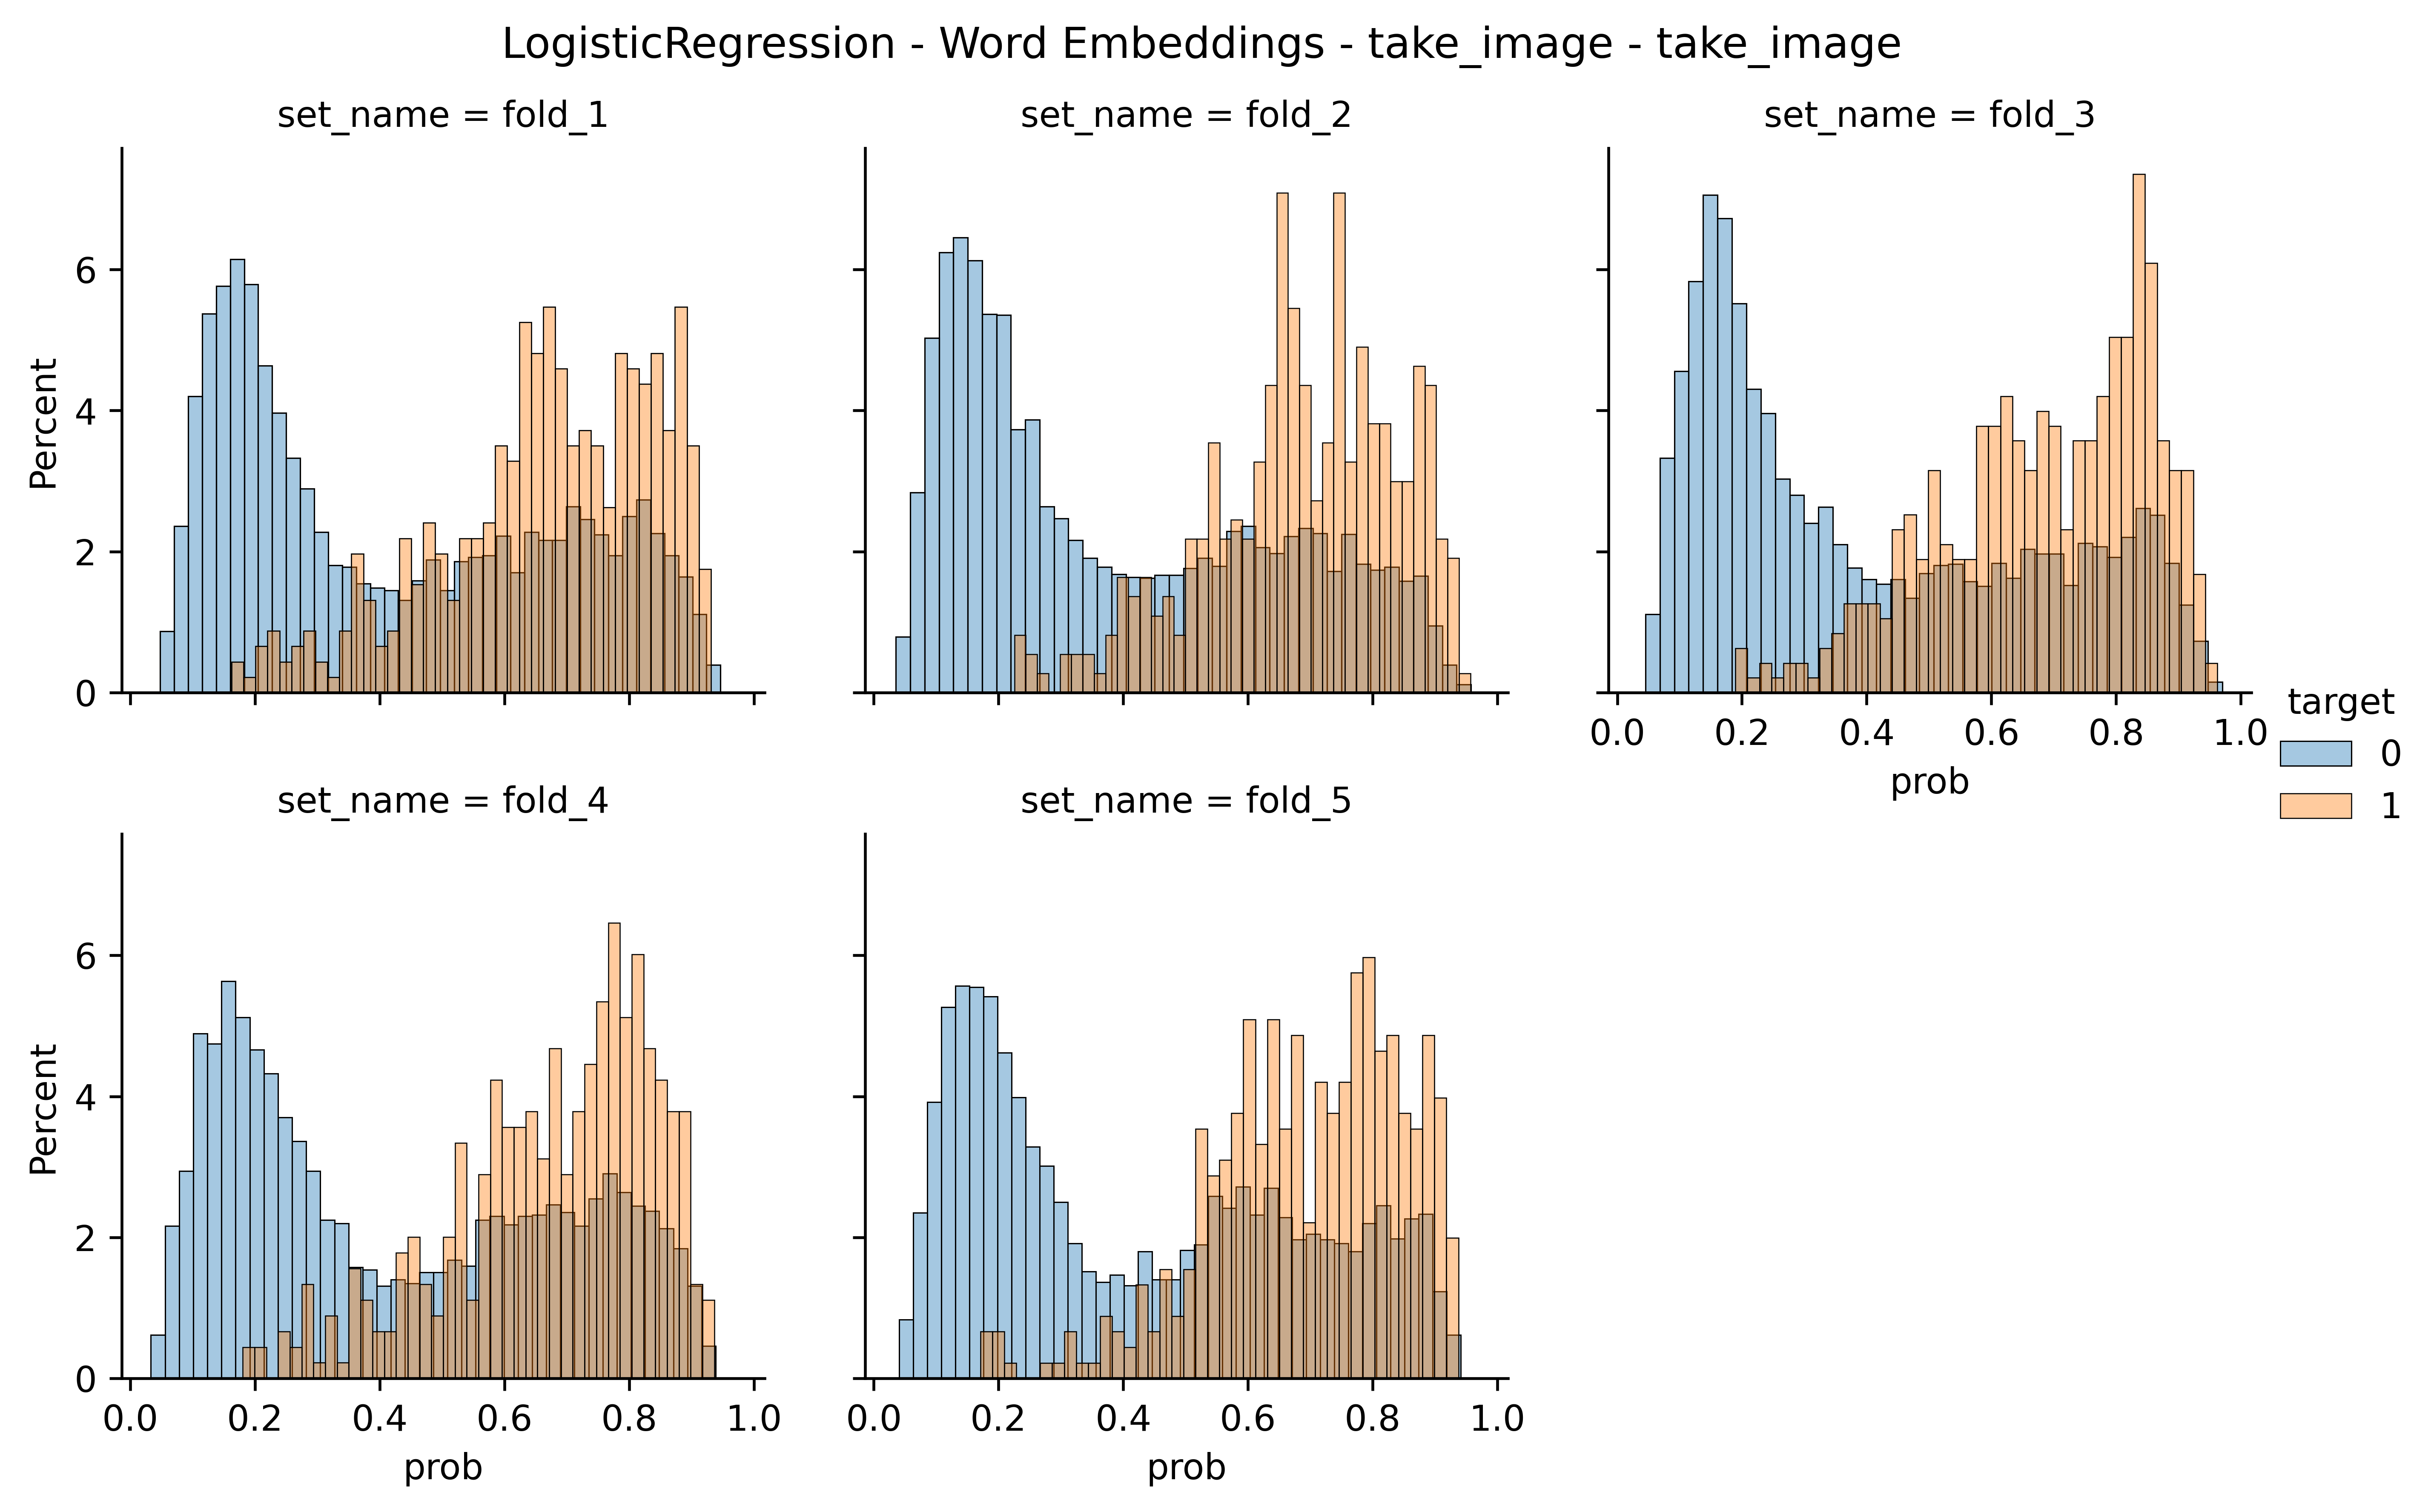 LogisticRegression - Word Embeddings - take_image - take_image
set_name = fold_1
set_name = fold_2
set_name = fold_3
Percent
6
4
2
0
0.0 0.2 0.4 0.6 0.8 1.0
prob
target
0
1
set_name = fold_4
set_name = fold_5
Percent
6
4
2
0
0.0 0.2 0.4 0.6 0.8 1.0
prob
0.0 0.2 0.4 0.6 0.8 1.0
prob